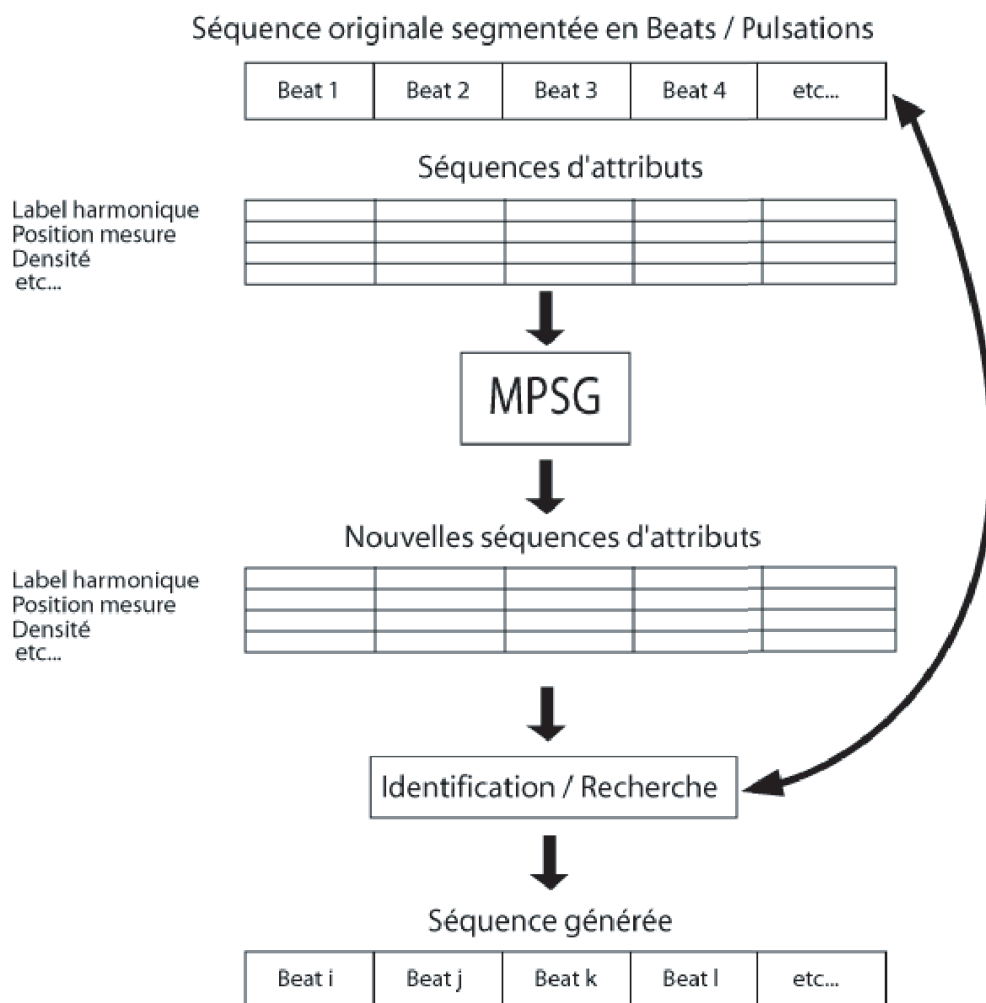 Séquence originale segmentée en Beats / Pulsations
Beat 1 Beat 2 Beat 3 Beat 4 etc...
Séquences d'attributs
Label harmonique
Position mesure
Densité
etc...
MPSG
Nouvelles séquences d'attributs
Label harmonique
Position mesure
Densité
etc...
Identification / Recherche
Séquence générée
Beat i Beat j Beat k Beat l etc...